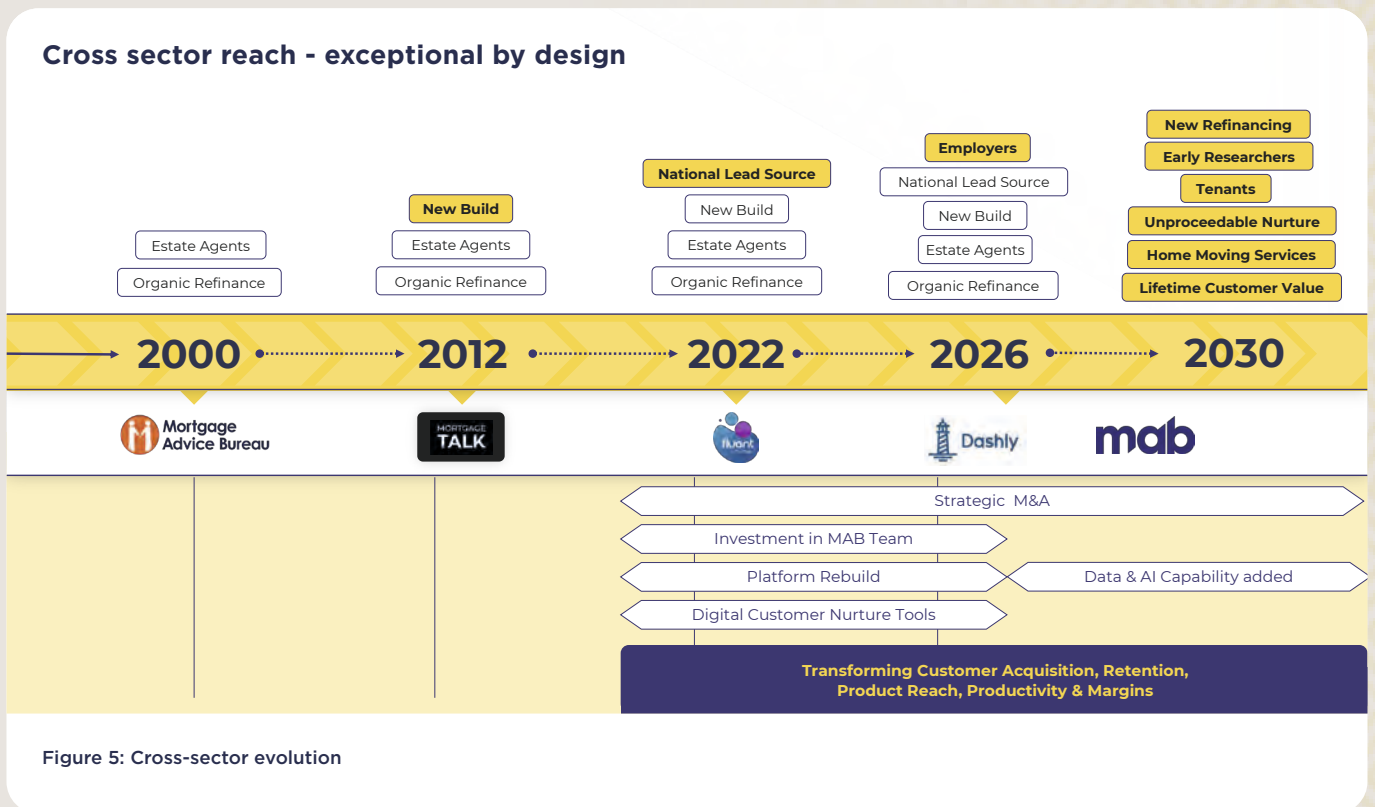 Cross sector reach - exceptional by design
Estate Agents
Organic Refinance
New Build
Estate Agents
Organic Refinance
National Lead Source
New Build
Estate Agents
Organic Refinance
Employers
National Lead Source
New Build
Estate Agents
Organic Refinance
New Refinancing
Early Researchers
Tenants
Unproceedable Nurture
Home Moving Services
Lifetime Customer Value
2000
2012
2022
2026
2030
Mortgage
Advice Bureau
MORTGAGE
TALK
fluent
Dashly
mab
Strategic M&A
Investment in MAB Team
Platform Rebuild
Data & AI Capability added
Digital Customer Nurture Tools
Transforming Customer Acquisition, Retention,
Product Reach, Productivity & Margins
Figure 5: Cross-sector evolution